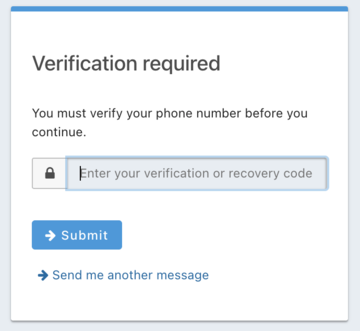 Verification required
You must verify your phone number before you
continue.
Enter your verification or recovery code
Submit
Send me another message